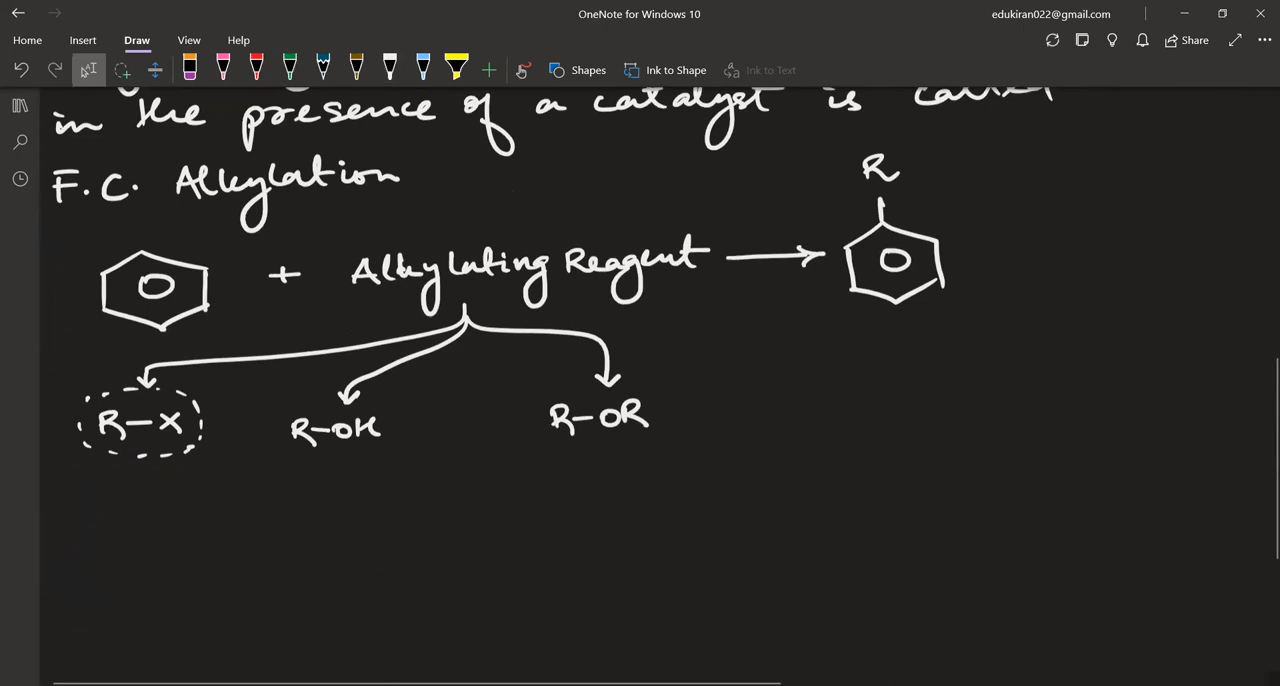 OneNote for Windows 10
edukiran022@gmail.com
Home Insert Draw View Help
Share
Shapes Ink to Shape Ink to Text
in the presence of a catalyst is called
F.C. Alkylation
R
+ Alkylating Reagent
R-X R-OH R-OR